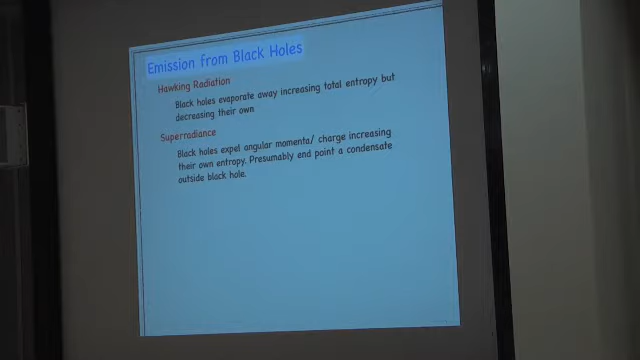 Emission from Black Holes
Hawking Radiation
Black holes evaporate away increasing total entropy but
decreasing their own
Superradiance
Black holes expel angular momenta/ charge increasing
their own entropy. Presumably end point a condensate
outside black hole.